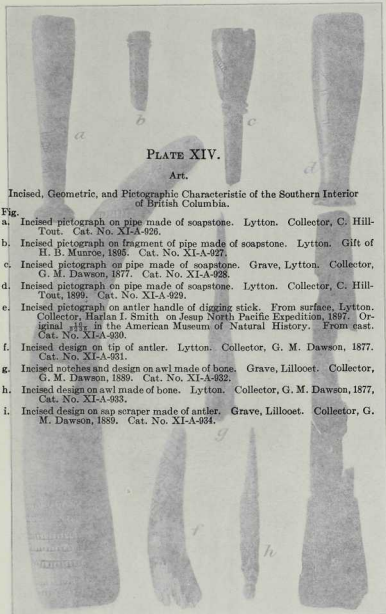 PLATE XIV.
Art.
Incised, Geometric, and Pictographic Characteristic of the Southern Interior
of British Columbia.
Fig.
a. Incised pictograph on pipe made of soapstone. Lytton. Collector, C. Hill-
Tout. Cat. No. XI-A-926.
b. Incised pictograph on fragment of pipe made of soapstone. Lytton. Gift of
H. B. Munroe, 1895. Cat. No. XI-A-927.
c. Incised pictograph on pipe made of soapstone. Grave, Lytton. Collector,
G. M. Dawson, 1877. Cat. No. XI-A-928.
d. Incised pictograph on pipe made of soapstone. Lytton. Collector, C. Hill-
Tout, 1899. Cat. No. XI-A-929.
e. Incised pictograph on antler handle of digging stick. From surface, Lytton.
Collector, Harlan I. Smith on Jesup North Pacific Expedition, 1897. Or-
iginal in the American Museum of Natural History. From cast.
Cat. No. XI-A-930.
f. Incised design on tip of antler. Lytton. Collector, G. M. Dawson, 1877.
Cat. No. XI-A-931.
g. Incised notches and design on awl made of bone. Grave, Lillooet. Collector,
G. M. Dawson, 1889. Cat. No. XI-A-932.
h. Incised design on awl made of bone. Lytton. Collector, G. M. Dawson, 1877,
Cat. No. XI-A-933.
i. Incised design on sap scraper made of antler. Grave, Lillooet. Collector, G.
M. Dawson, 1889. Cat. No. XI-A-934.
a
b
c
d
g
f
h